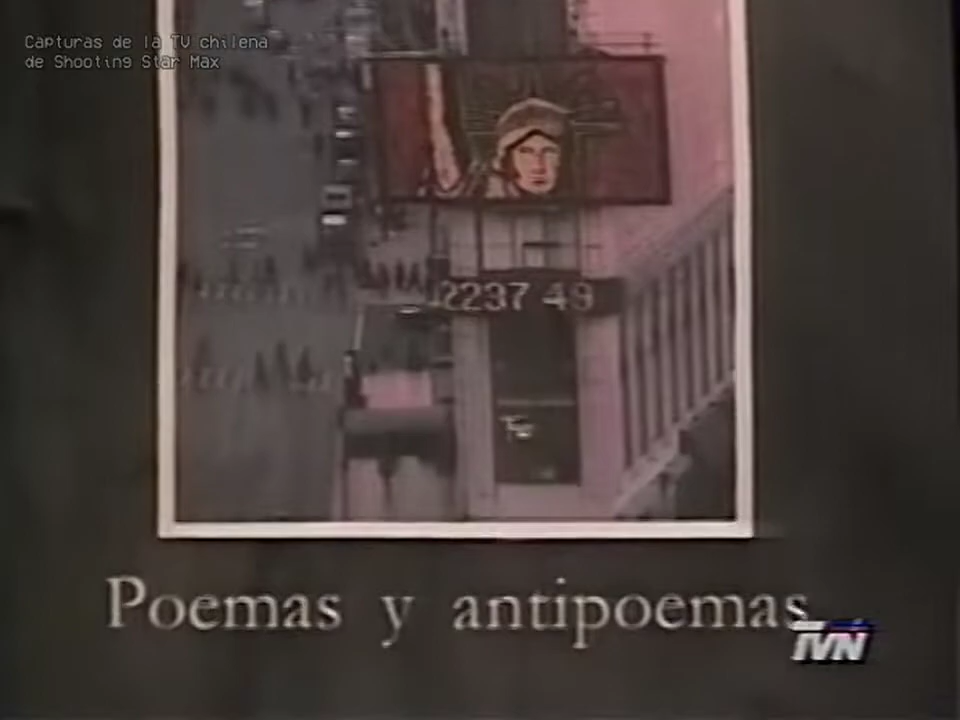 Capturas de la TV chilena
de Shooting Star Max
2237 49
Poemas y antipoemas
TVN